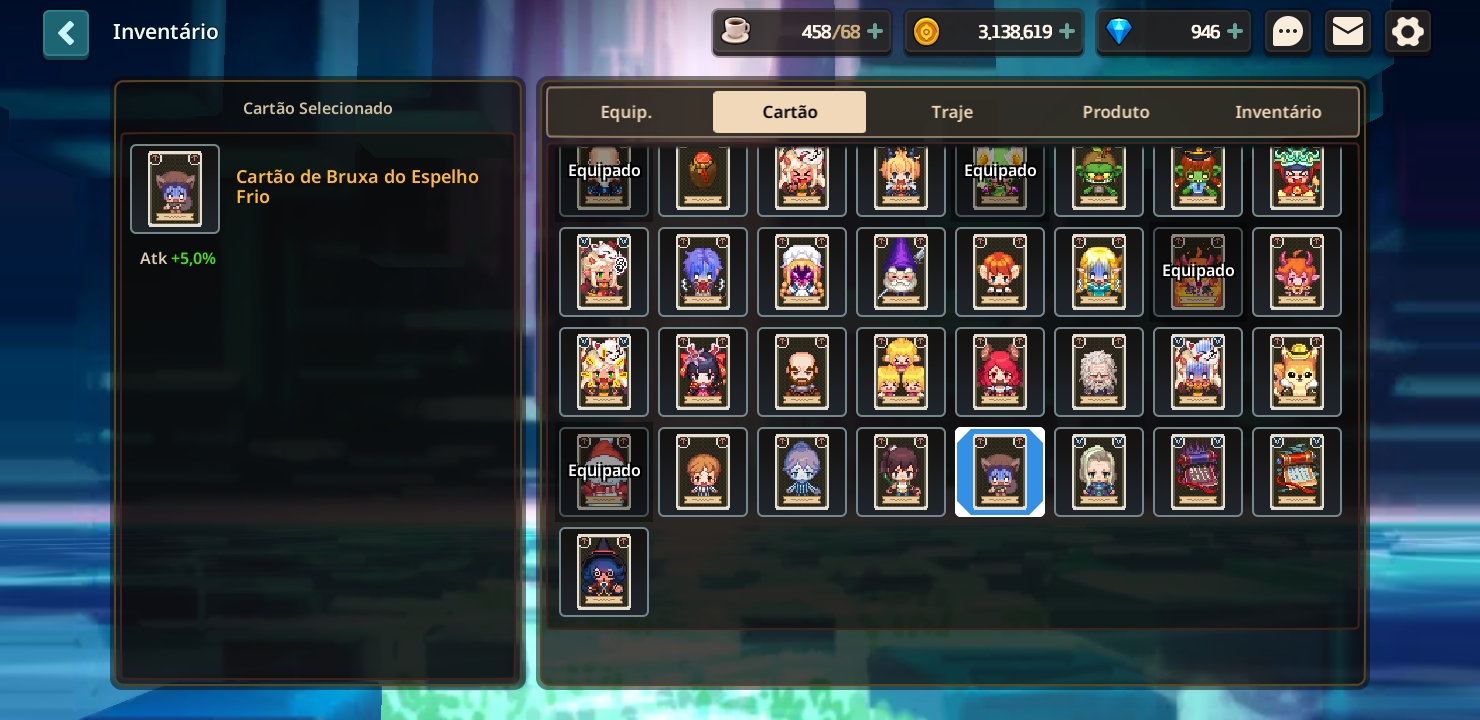 Inventário
458/68
3,138,619
946
Cartão Selecionado
Cartão de Bruxa do Espelho
Frio
Atk +5,0%
Equip.
Cartão
Traje
Produto
Inventário
Equipado
Equipado
Equipado
Equipado